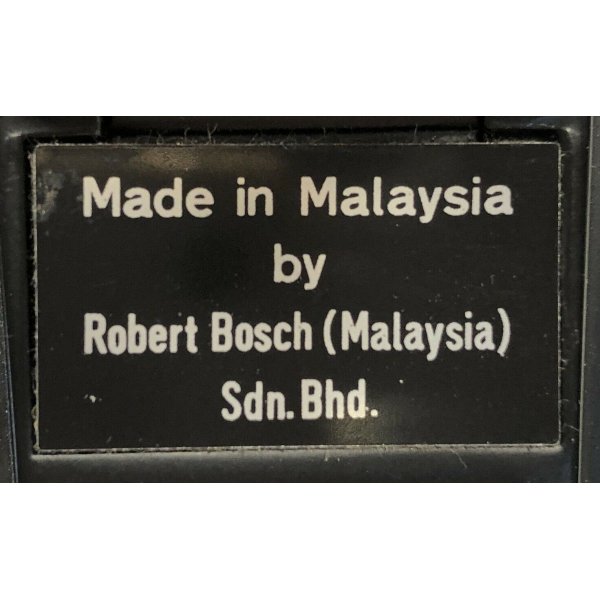 Made in Malaysia
by
Robert Bosch (Malaysia)
Sdn. Bhd.